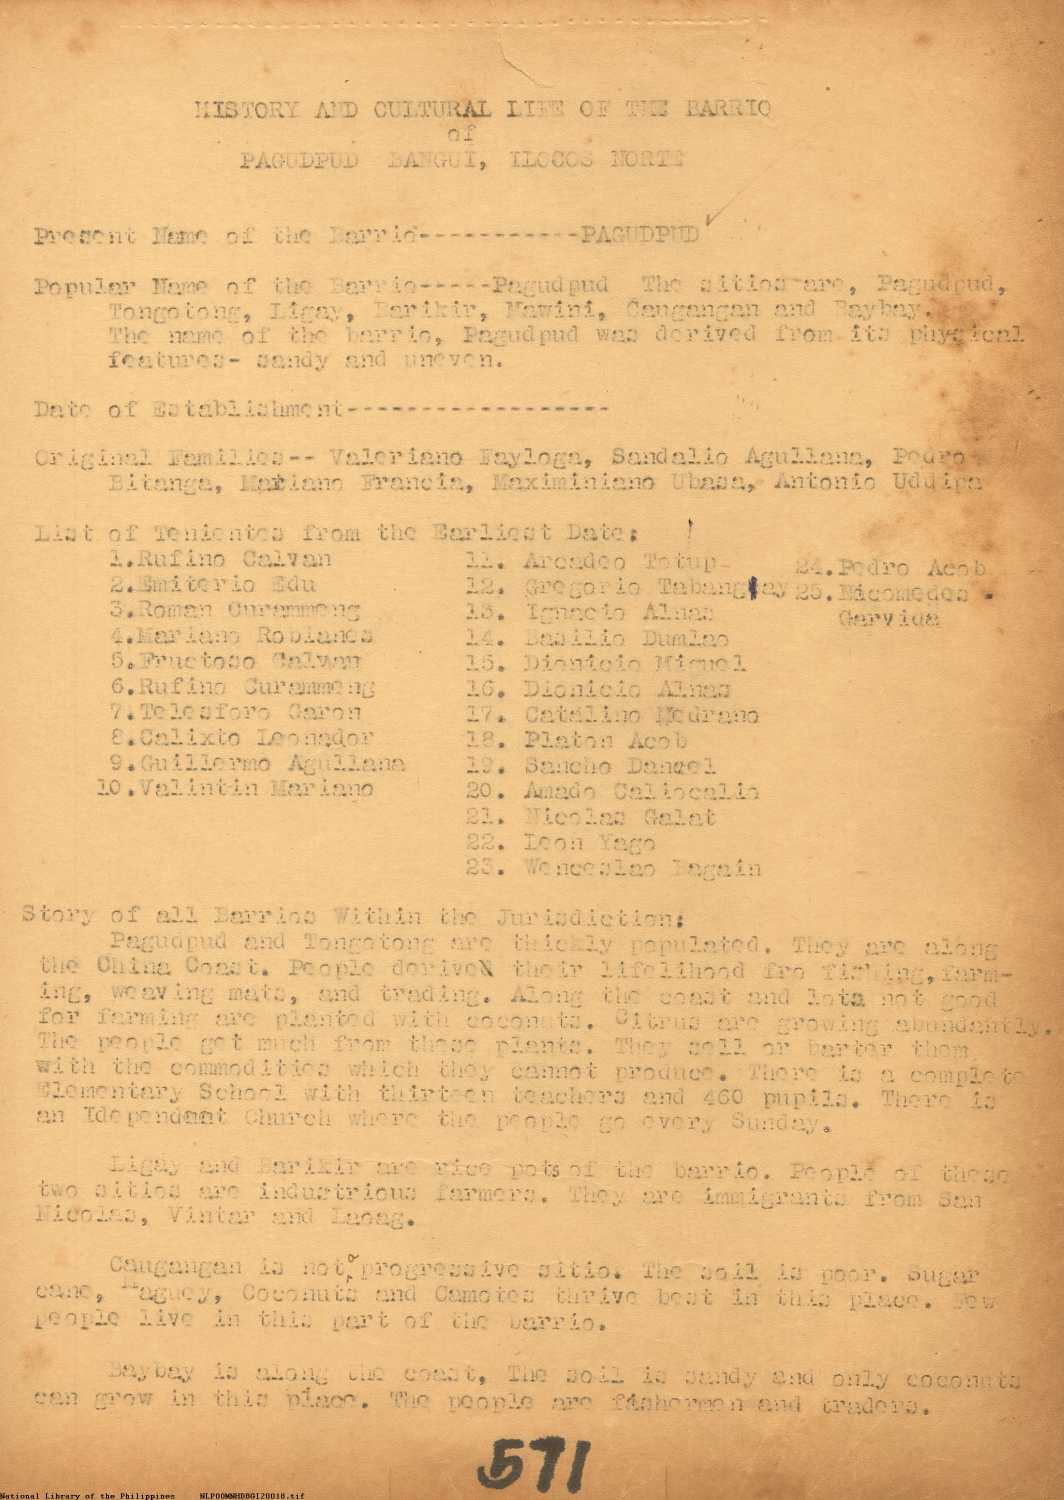 HISTORY AND CULTURAL LIFE OF THE BARRIO
of
PAGUDPUD BANGUI, ILOCOS NORTE
Present Name of the Barrio-----------PAGUDPUD
Popular Name of the Barrio-----Pagudpud The sitios are, Pagudpud,
Tongotong, Ligay, Barikir, Mawini, Caugangan and Baybay.
The name of the barrio, Pagudpud was derived from its physical
features- sandy and uneven.
Date of Establishment------------------
Original Families-- Valeriano Fayloga, Sandalio Agullana, Pedro
Bitanga, Mariano Francia, Maximiniano Ubasa, Antonio Uddipa
List of Tenientes from the Earliest Date:
1.Rufino Calvan
2.Emiterio Edu
3.Roman Curammeng
4.Mariano Robianes
5.Fructoso Calvan
6.Rufino Curammeng
7.Telesforo Garon
8.Calixto Leonador
9.Guillermo Agullana
10.Valintin Mariano
11. Arcadeo Totup
12. Gregorio Tabangcay
13. Ignacio Alnas
14. Basilio Dumlao
15. Dionicio Miguel
16. Dionicio Alnas
17. Catalino Medrano
18. Platon Acob
19. Sancho Dancel
20. Amado Caliocalio
21. Nicolas Galat
22. Leon Yago
23. Wenceslao Bagain
24.Pedro Acob
25.Nicomedes
Garvida
Story of all Barrios Within the Jurisdiction:
Pagudpud and Tongotong are thickly populated. They are along
the China Coast. People derive their lifelihood fro fishing,farm-
ing, weaving mats, and trading. Along the coast and lots not good
for farming are planted with coconuts. Citrus are growing abundantly.
The people get much from these plants. They sell or barter them
with the commodities which they cannot produce. There is a complete
Elementary School with thirteen teachers and 460 pupils. There is
an Idependent Church where the people go every Sunday.
Ligay and Barikir are rice pots of the barrio. People of these
two sitios are industrious farmers. They are immigrants from San
Nicolas, Vintar and Laoag.
Caugangan is not a progressive sitio. The soil is poor. Sugar
cane, Maguey, Coconuts and Camotes thrive best in this place. Few
people live in this part of the barrio.
Baybay is along the coast, The soil is sandy and only coconuts
can grow in this place. The people are fishermen and traders.
571
National Library of the Philippines NLPOOMNHDBGI20018.tif